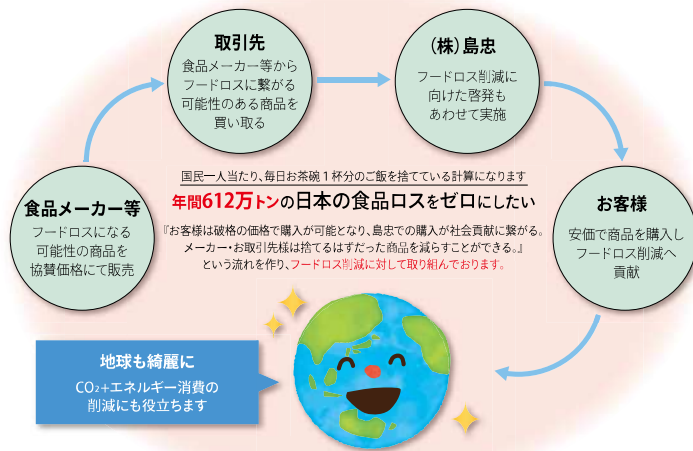 食品メーカー等
フードロスになる
可能性の商品を
協賛価格にて販売
取引先
食品メーカー等から
フードロスに繋がる
可能性のある商品を
買い取る
(株)島忠
フードロス削減に
向けた啓発も
あわせて実施
お客様
安価で商品を購入し
フードロス削減へ
貢献
国民一人当たり、毎日お茶碗1杯分のご飯を捨てている計算になります
年間612万トンの日本の食品ロスをゼロにしたい
『お客様は破格の価格で購入が可能となり、島忠での購入が社会貢献に繋がる。
メーカー・お取引先様は捨てるはずだった商品を減らすことができる。』
という流れを作り、フードロス削減に対して取り組んでおります。
地球も綺麗に
CO₂+エネルギー消費の
削減にも役立ちます